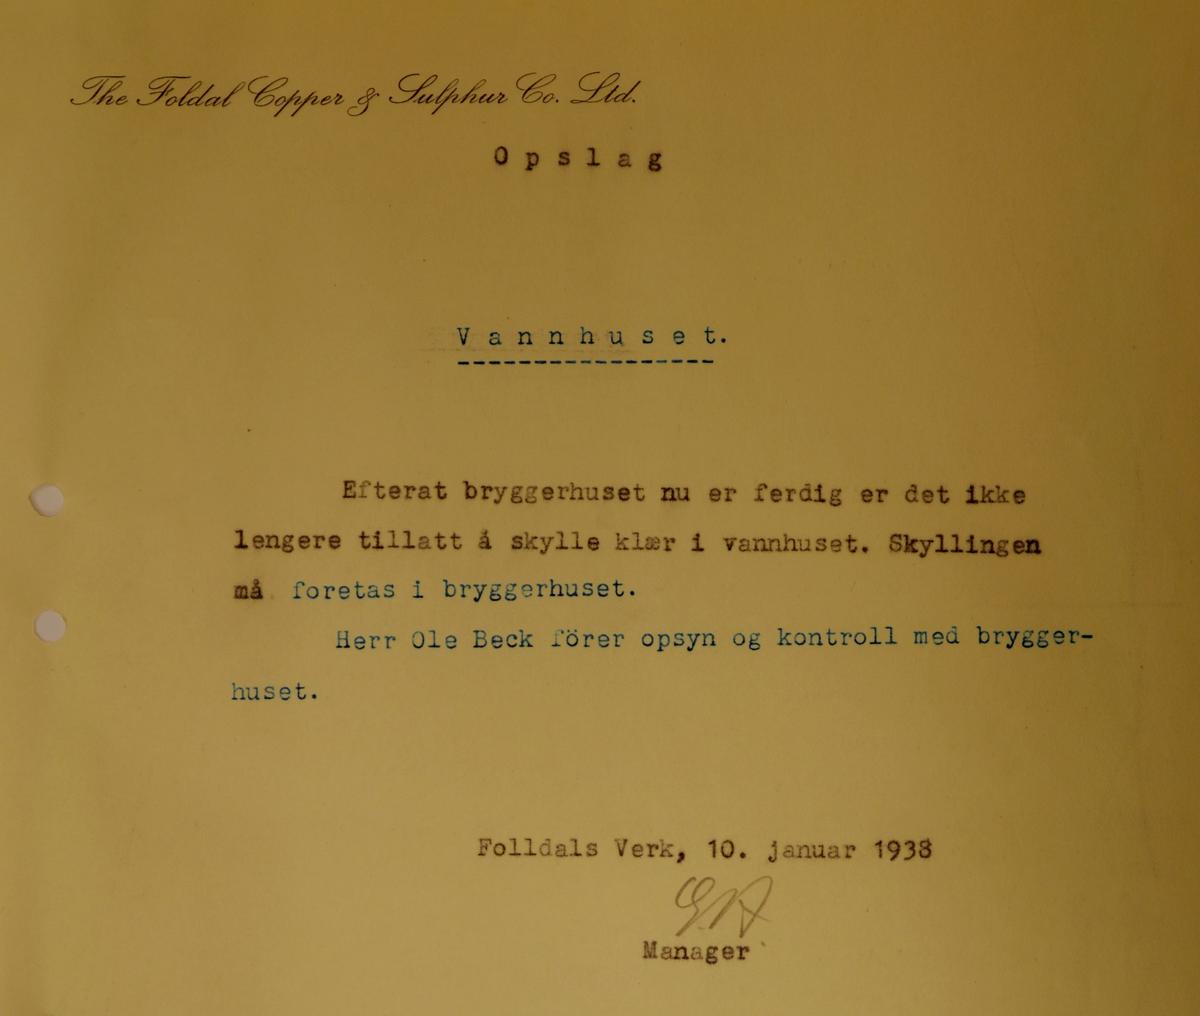 The Foldal Copper & Sulphur Co. Ltd.
Opslag
Vannhuset.
Efterat bryggerhuset nu er ferdig er det ikke
lengere tillatt å skylle klær i vannhuset. Skyllingen
må foretas i bryggerhuset.
Herr Ole Beck förer opsyn og kontroll med brygger-
huset.
Folldals Verk, 10. januar 1938
Manager